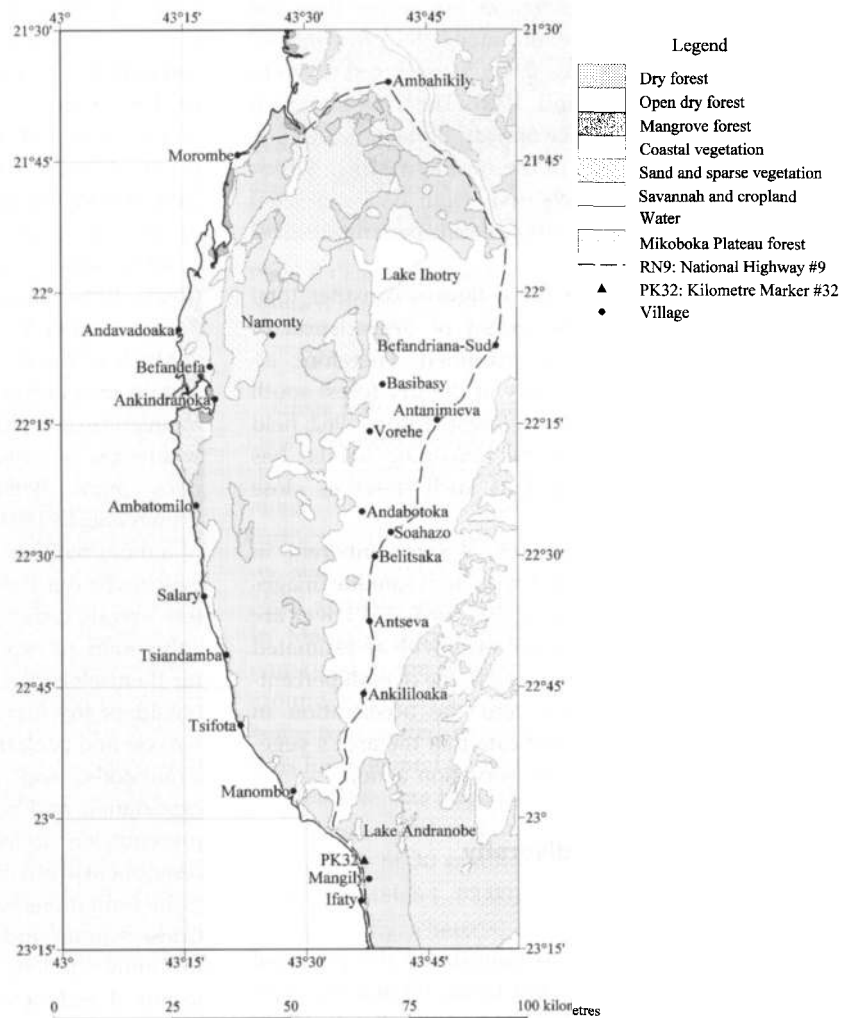 43°
43°15'
43°30'
43°45'
21°30'
21°30'
Legend
Dry forest
Open dry forest
Mangrove forest
Coastal vegetation
Sand and sparse vegetation
Savannah and cropland
Water
Mikoboka Plateau forest
RN9: National Highway #9
PK32: Kilometre Marker #32
Village
Ambahikily
Morombe
21°45'
21°45'
Lake Ihotry
22°
22°
Andavadoaka
Namonty
Befandriana-Sud
Befandefa
Basibasy
Ankindranoka
Antanimieva
22°15'
22°15'
Vorehe
Ambatomilo
Andabotoka
Soahazo
22°30'
22°30'
Belitsaka
Salary
Antseva
Tsiandamba
22°45'
22°45'
Ankililoaka
Tsifota
Manombo
23°
23°
Lake Andranobe
PK32
Mangily
Ifaty
23°15'
23°15'
43°
43°15'
43°30'
43°45'
0 25 50 75 100 kilometres